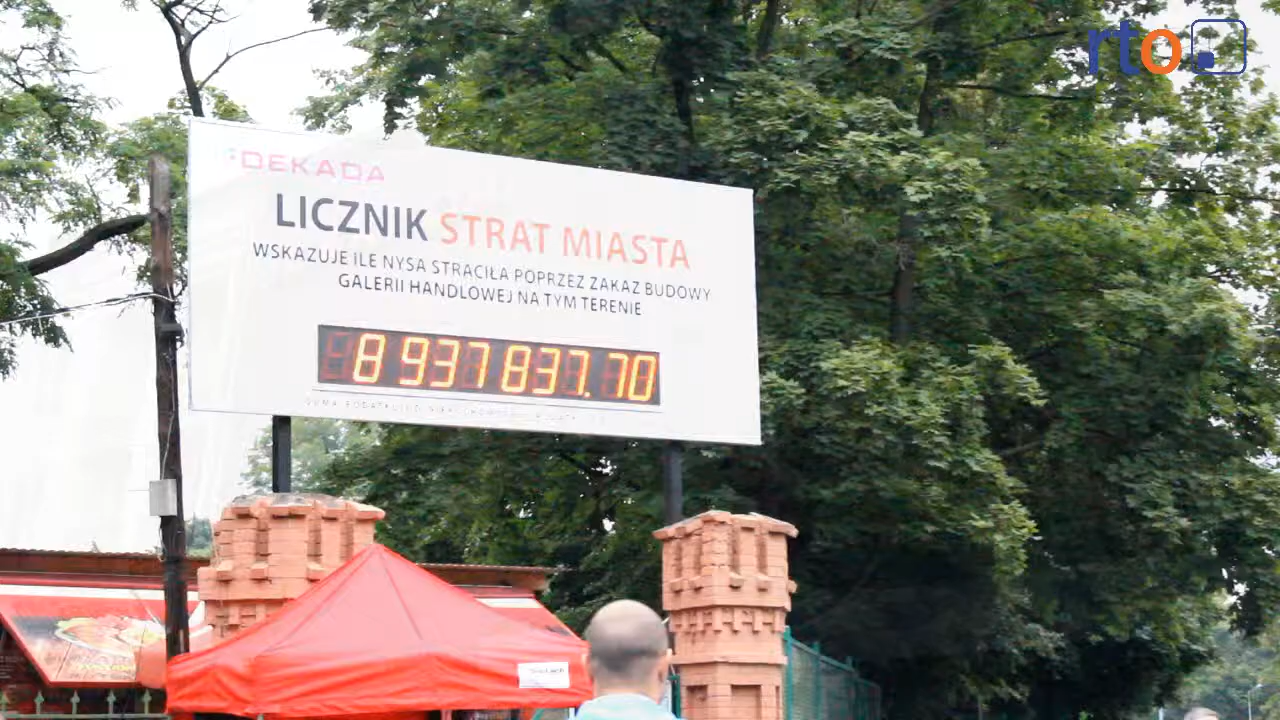 rto
DEKADA
LICZNIK STRAT MIASTA
WSKAZUJE ILE NYSA STRACIŁA POPRZEZ ZAKAZ BUDOWY
GALERII HANDLOWEJ NA TYM TERENIE
8 937 837.70